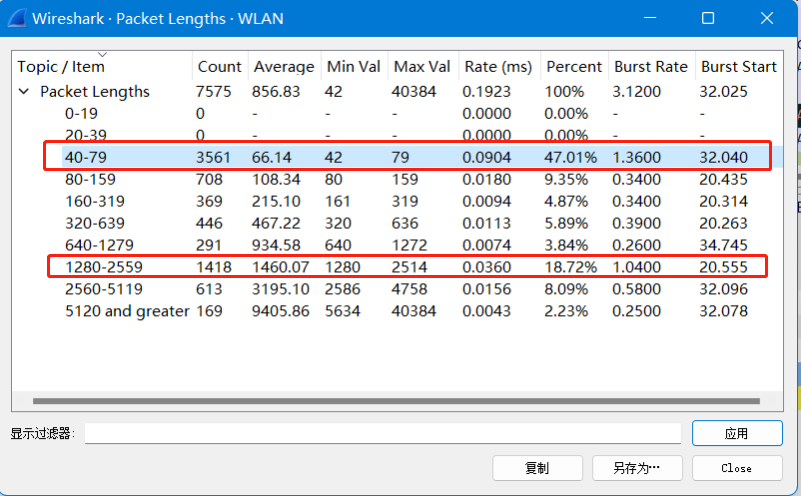 Wireshark · Packet Lengths · WLAN
Topic / Item Count Average Min Val Max Val Rate (ms) Percent Burst Rate Burst Start
Packet Lengths 7575 856.83 42 40384 0.1923 100% 3.1200 32.025
0-19 0 - - - 0.0000 0.00% - -
20-39 0 - - - 0.0000 0.00% - -
40-79 3561 66.14 42 79 0.0904 47.01% 1.3600 32.040
80-159 708 108.34 80 159 0.0180 9.35% 0.3400 20.435
160-319 369 215.10 161 319 0.0094 4.87% 0.3400 20.314
320-639 446 467.22 320 636 0.0113 5.89% 0.3900 20.263
640-1279 291 934.58 640 1272 0.0074 3.84% 0.2600 34.745
1280-2559 1418 1460.07 1280 2514 0.0360 18.72% 1.0400 20.555
2560-5119 613 3195.10 2586 4758 0.0156 8.09% 0.5800 32.096
5120 and greater 169 9405.86 5634 40384 0.0043 2.23% 0.2500 32.078
显示过滤器: 应用
复制 另存为… Close